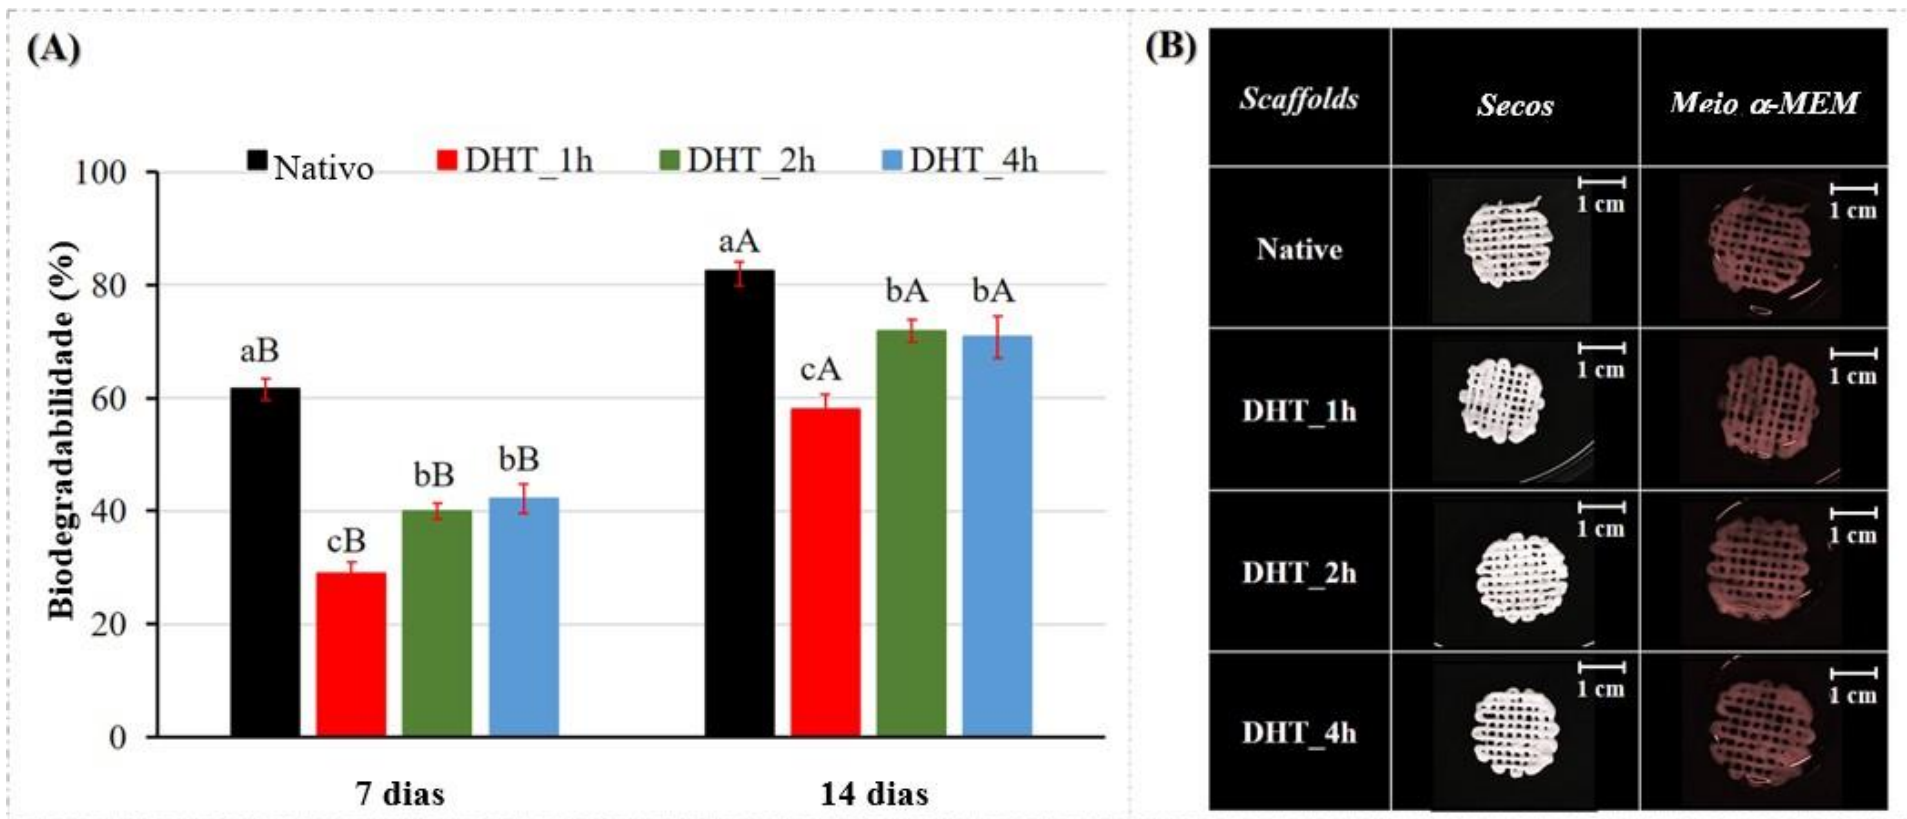 (A)
Nativo DHT_1h DHT_2h DHT_4h
Biodegradabilidade (%)
100
80
60
40
20
0
aB
cB
bB
bB
aA
cA
bA
bA
7 dias
14 dias
(B)
Scaffolds Secos Meio α-MEM
Native 1 cm 1 cm
DHT_1h 1 cm 1 cm
DHT_2h 1 cm 1 cm
DHT_4h 1 cm 1 cm